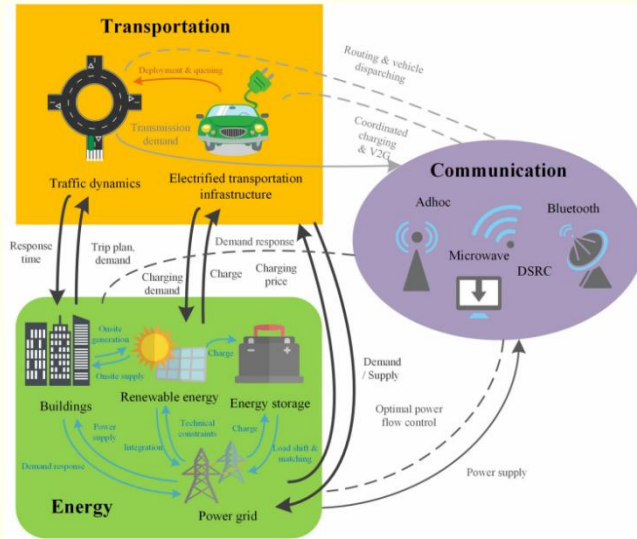 Transportation
Deployment & queuing
Transmission
demand
Traffic dynamics
Electrified transportation
infrastructure
Routing & vehicle
disparching
Coordinated
charging
& V2G
Communication
Adhoc
Bluetooth
Microwave
DSRC
Response
time
Trip plan,
demand
Demand response
Charging
demand
Charge
Charging
price
Onsite
generation
Onsite supply
Charge
Buildings
Renewable energy
Energy storage
Power
supply
Technical
constraints
Integration
Charge
Load shift &
matching
Demand response
Energy
Power grid
Demand
/ Supply
Optimal power
flow control
Power supply